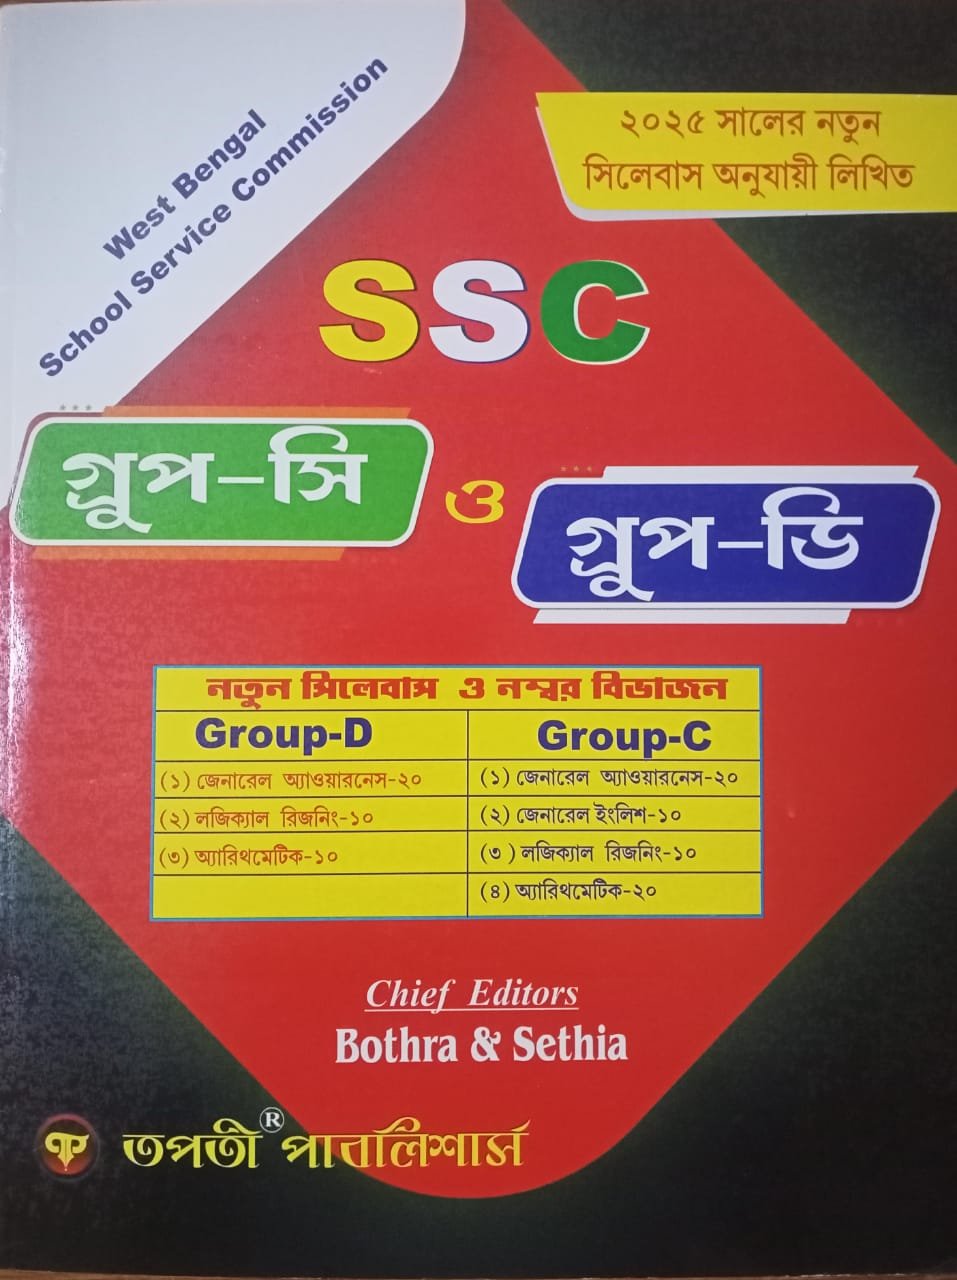 West Bengal
School Service Commission
২০২৫ সালের নতুন
সিলেবাস অনুযায়ী লিখিত
SSC
গ্রুপ-সি
ও
গ্রুপ-ডি
নতুন সিলেবাস ও নম্বর বিভাজন
Group-D
(১) জেনারেল অ্যাওয়ারনেস-২০
(২) লজিক্যাল রিজনিং-১০
(৩) অ্যারিথমেটিক-১০
Group-C
(১) জেনারেল অ্যাওয়ারনেস-২০
(২) জেনারেল ইংলিশ-১০
(৩ ) লজিক্যাল রিজনিং-১০
(৪) অ্যারিথমেটিক-২০
Chief Editors
Bothra & Sethia
তপতী® পাবলিশার্স